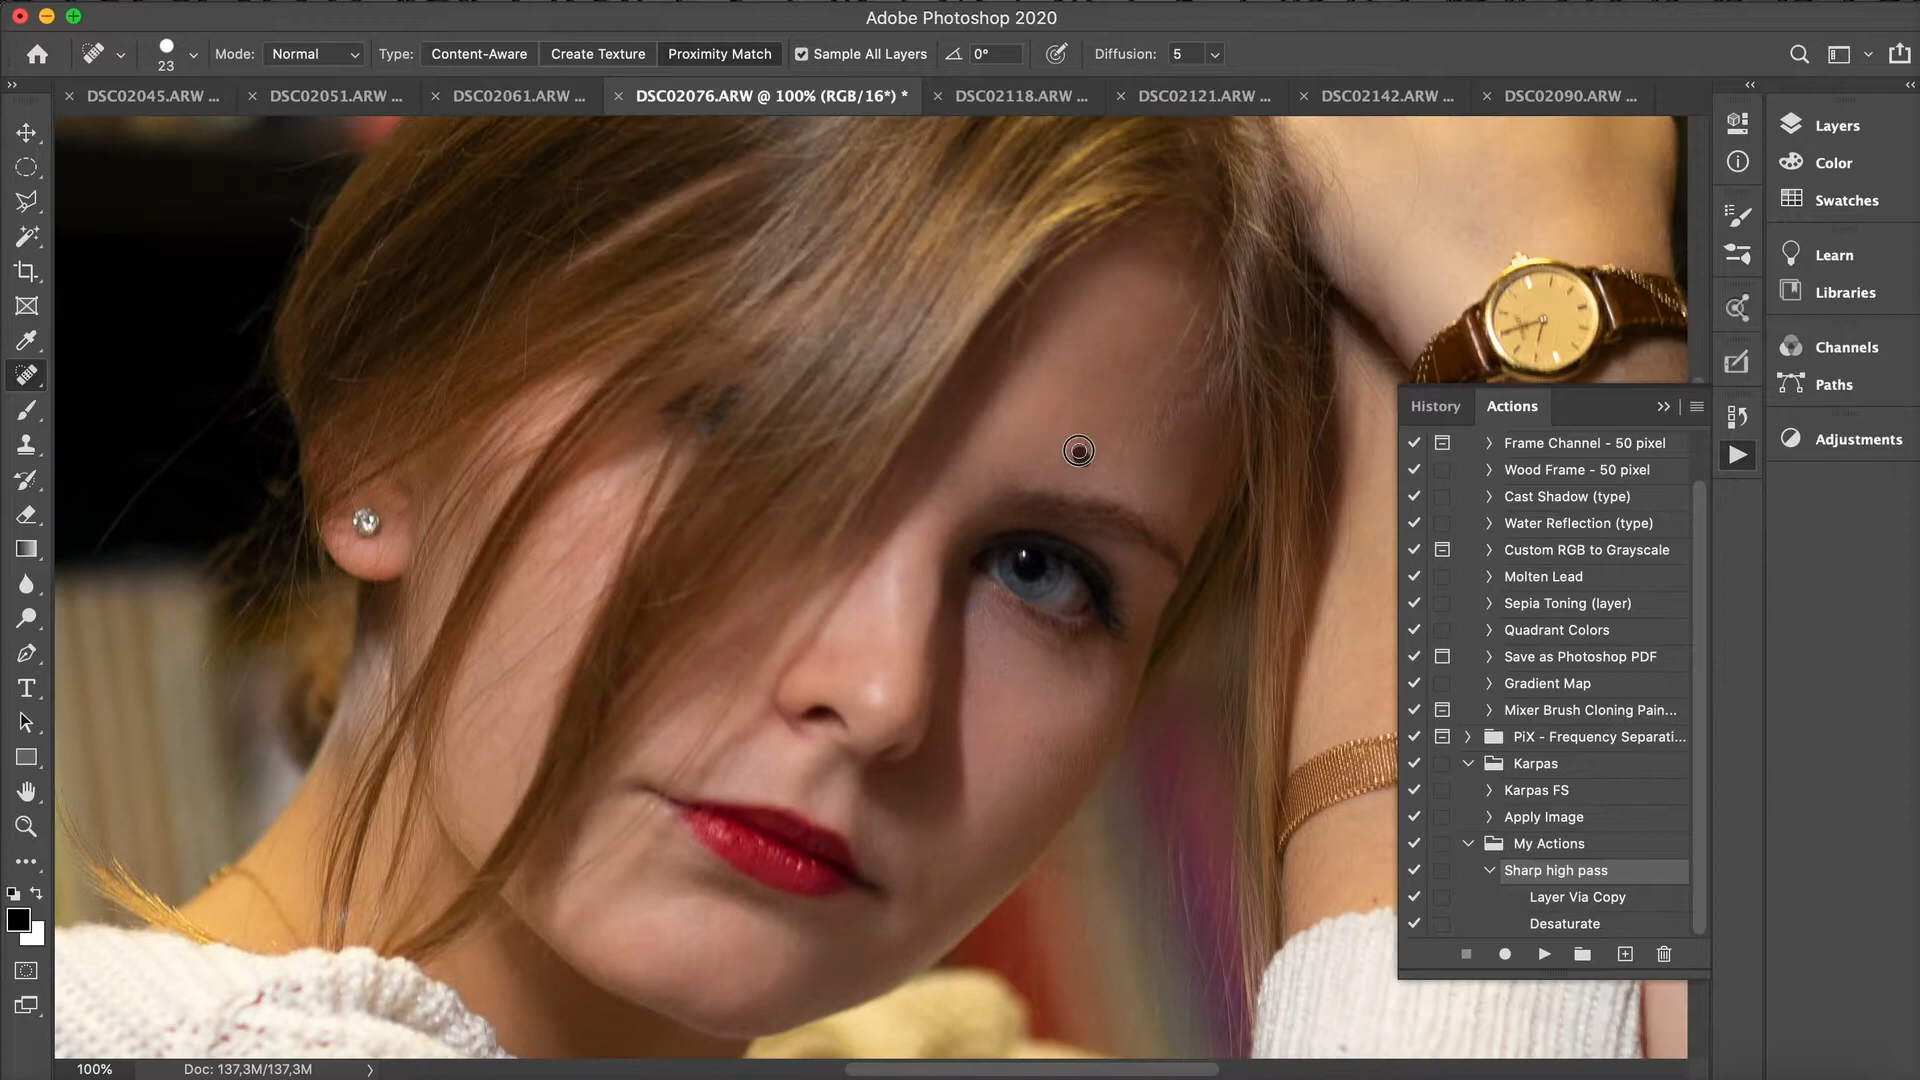 Adobe Photoshop 2020
23 Mode: Normal Type: Content-Aware Create Texture Proximity Match Sample All Layers 0° Diffusion: 5
DSC02045.ARW ... DSC02051.ARW ... DSC02061.ARW ... DSC02076.ARW @ 100% (RGB/16*) * DSC02118.ARW ... DSC02121.ARW ... DSC02142.ARW ... DSC02090.ARW ...
Layers
Color
Swatches
Learn
Libraries
Channels
Paths
Adjustments
History Actions
Frame Channel - 50 pixel
Wood Frame - 50 pixel
Cast Shadow (type)
Water Reflection (type)
Custom RGB to Grayscale
Molten Lead
Sepia Toning (layer)
Quadrant Colors
Save as Photoshop PDF
Gradient Map
Mixer Brush Cloning Pain...
PiX - Frequency Separati...
Karpas
Karpas FS
Apply Image
My Actions
Sharp high pass
Layer Via Copy
Desaturate
100% Doc: 137,3M/137,3M